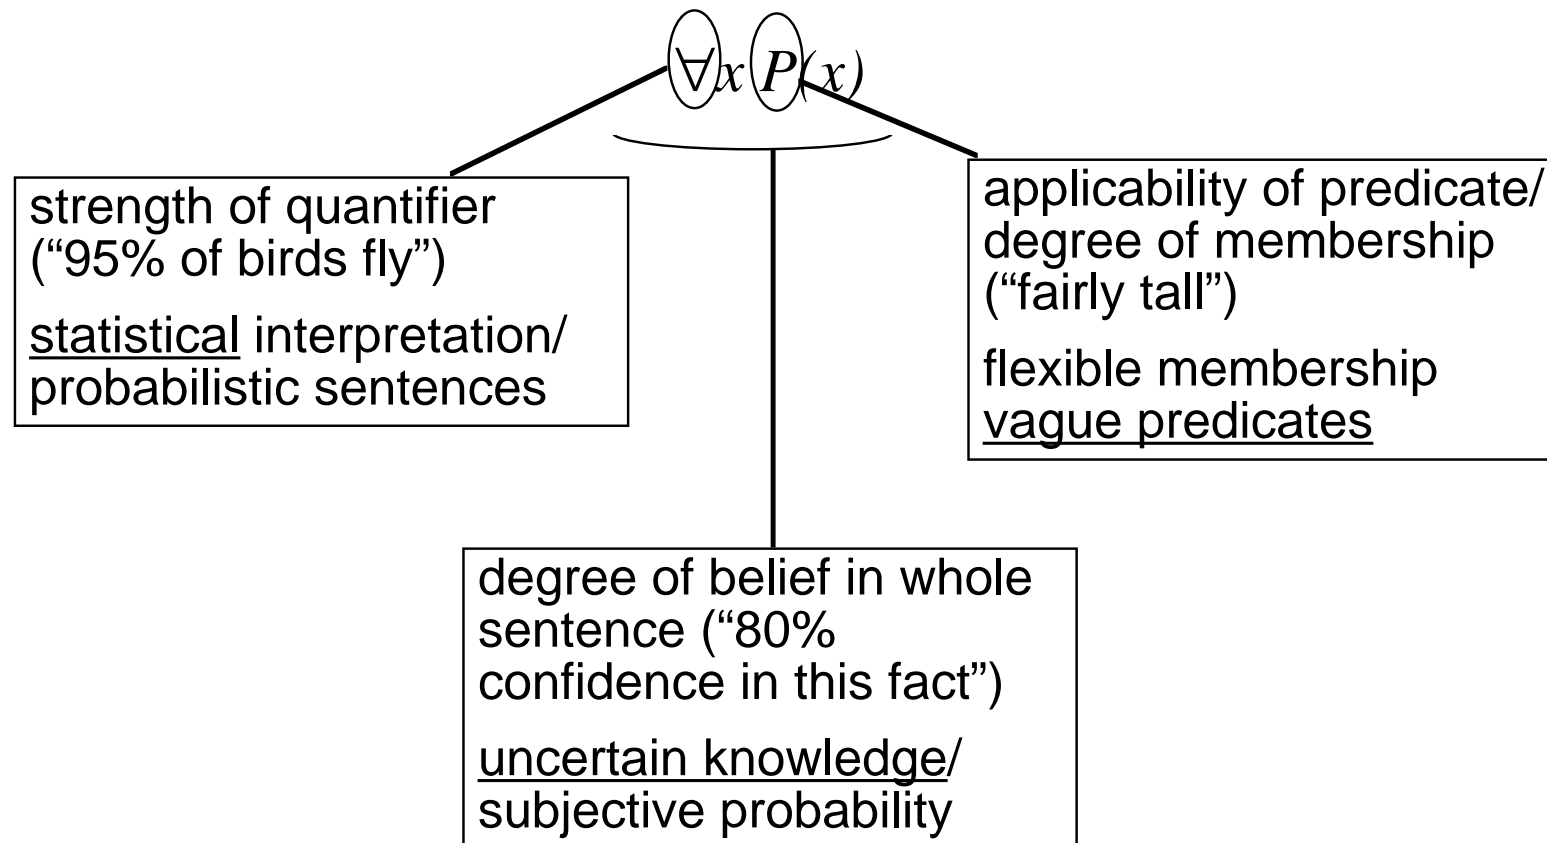 ∀x P(x)
strength of quantifier
(“95% of birds fly”)
statistical interpretation/
probabilistic sentences
applicability of predicate/
degree of membership
(“fairly tall”)
flexible membership
vague predicates
degree of belief in whole
sentence (“80%
confidence in this fact”)
uncertain knowledge/
subjective probability